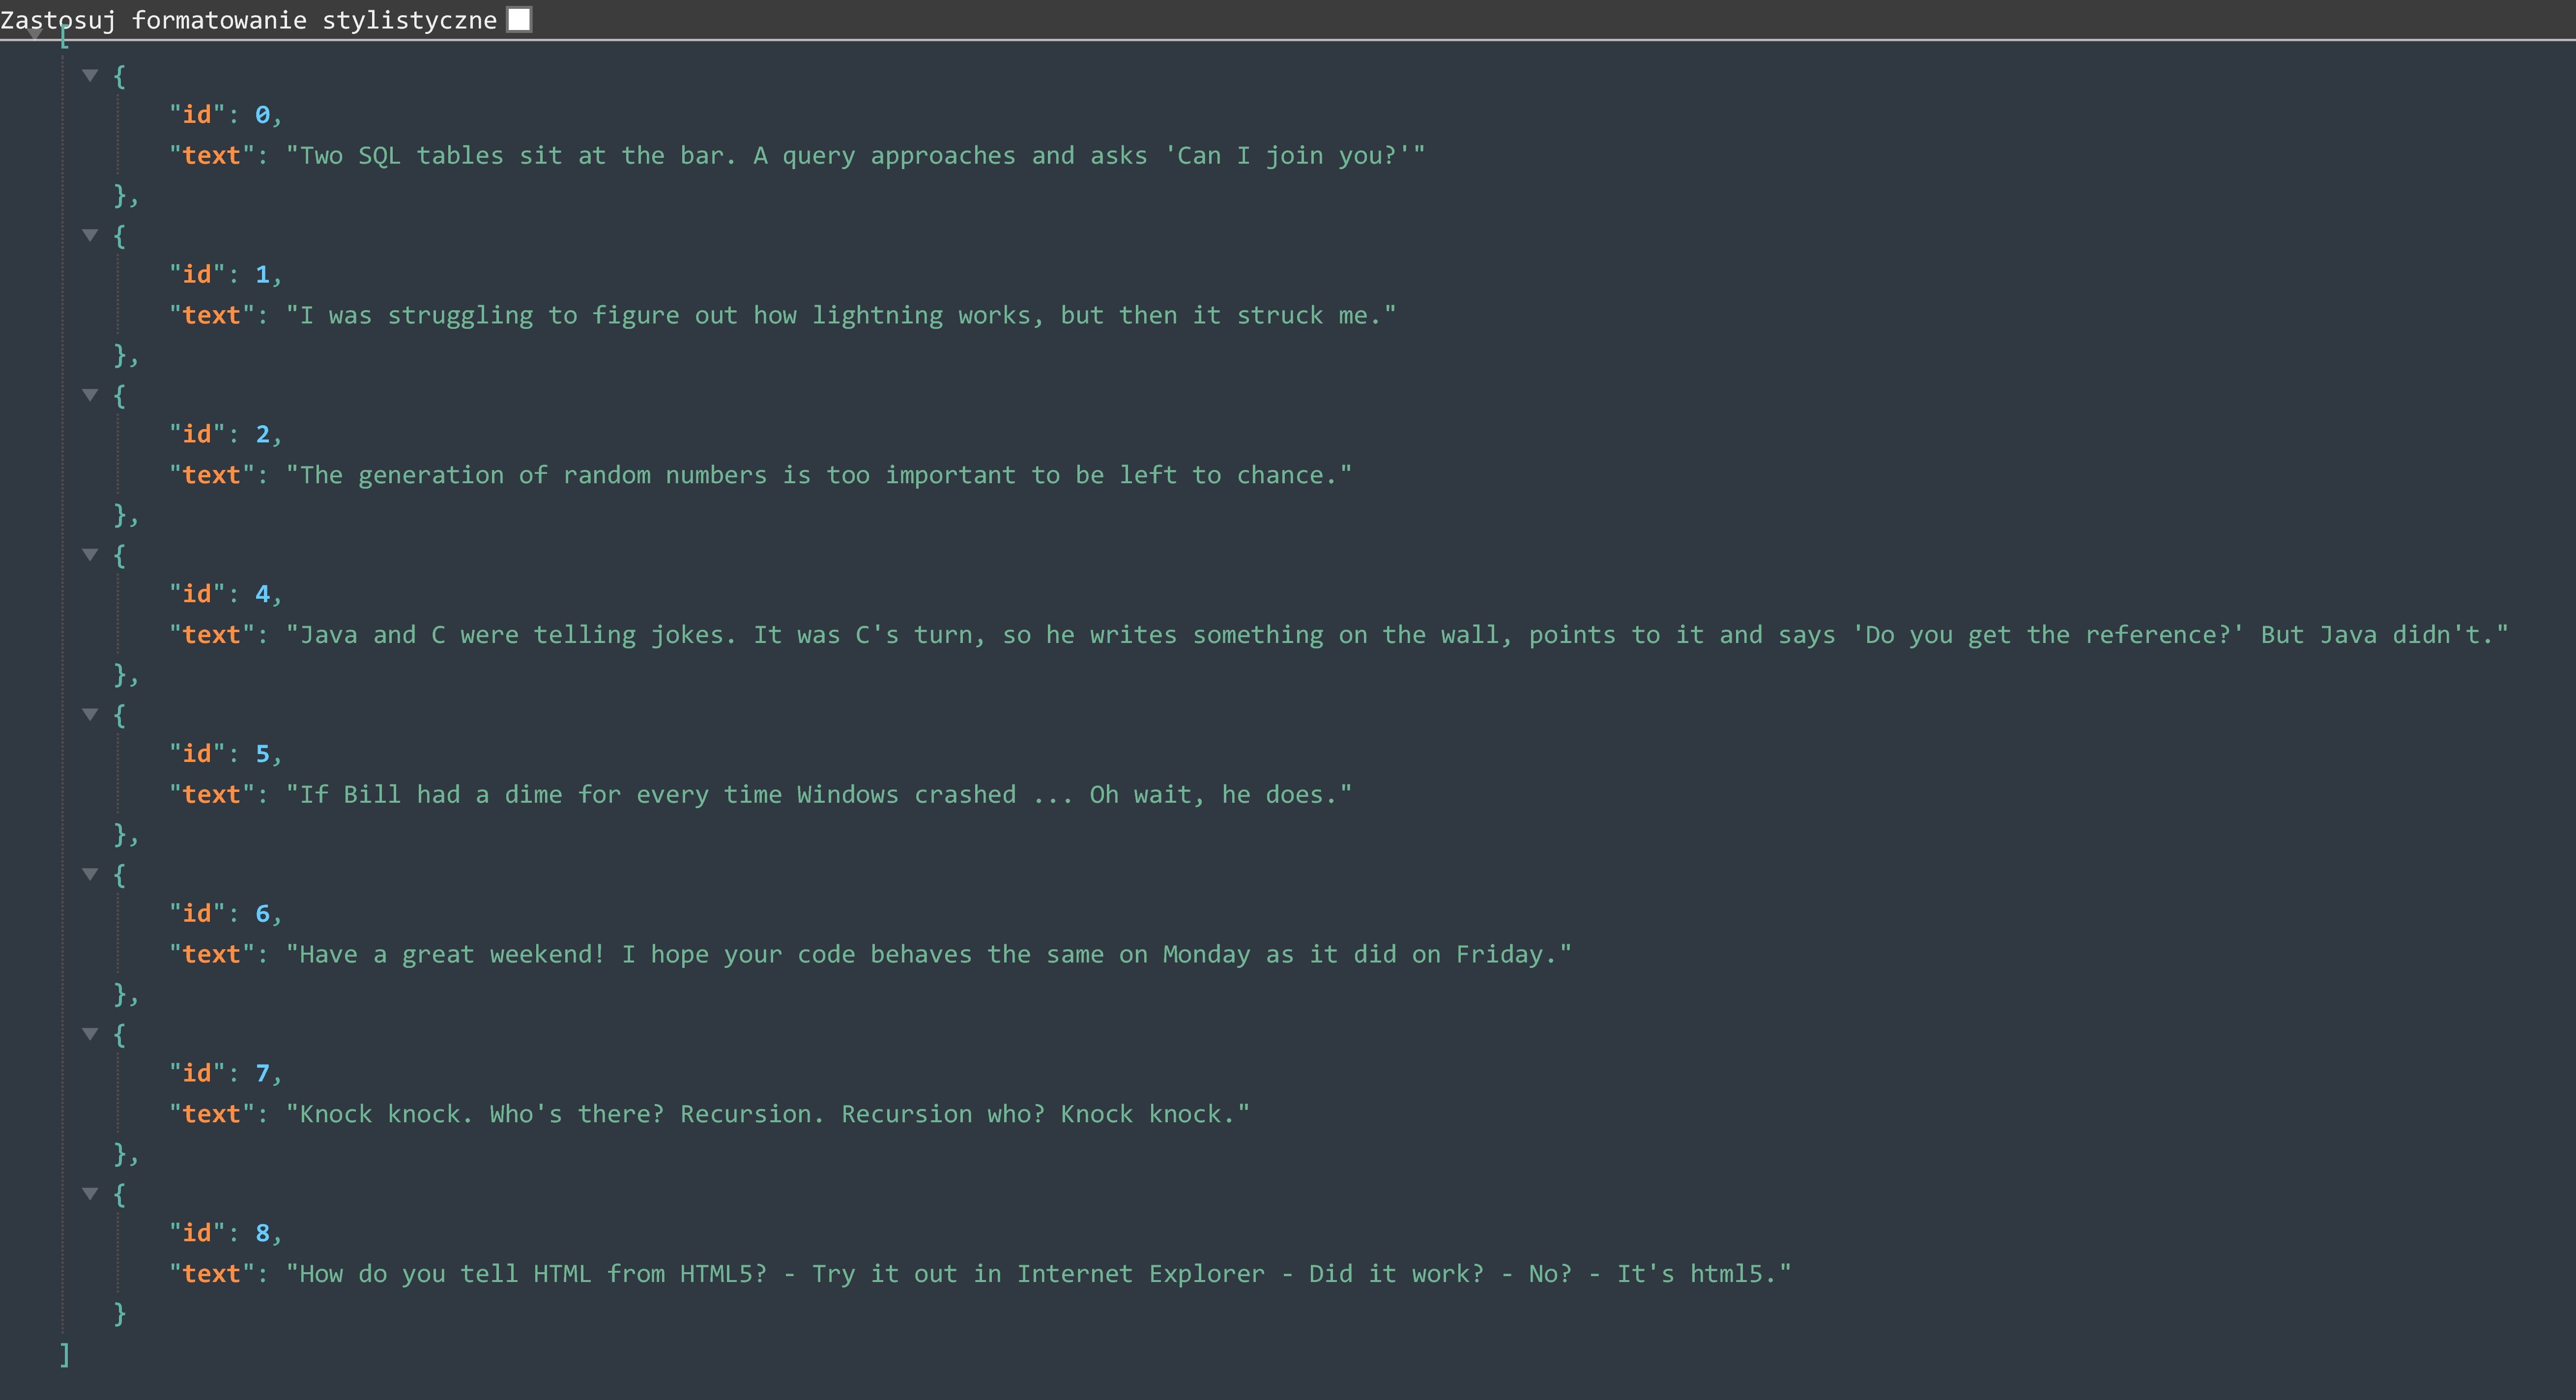 Zastosuj formatowanie stylistyczne
[
{
"id": 0,
"text": "Two SQL tables sit at the bar. A query approaches and asks 'Can I join you?'"
},
{
"id": 1,
"text": "I was struggling to figure out how lightning works, but then it struck me."
},
{
"id": 2,
"text": "The generation of random numbers is too important to be left to chance."
},
{
"id": 4,
"text": "Java and C were telling jokes. It was C's turn, so he writes something on the wall, points to it and says 'Do you get the reference?' But Java didn't."
},
{
"id": 5,
"text": "If Bill had a dime for every time Windows crashed ... Oh wait, he does."
},
{
"id": 6,
"text": "Have a great weekend! I hope your code behaves the same on Monday as it did on Friday."
},
{
"id": 7,
"text": "Knock knock. Who's there? Recursion. Recursion who? Knock knock."
},
{
"id": 8,
"text": "How do you tell HTML from HTML5? - Try it out in Internet Explorer - Did it work? - No? - It's html5."
}
]